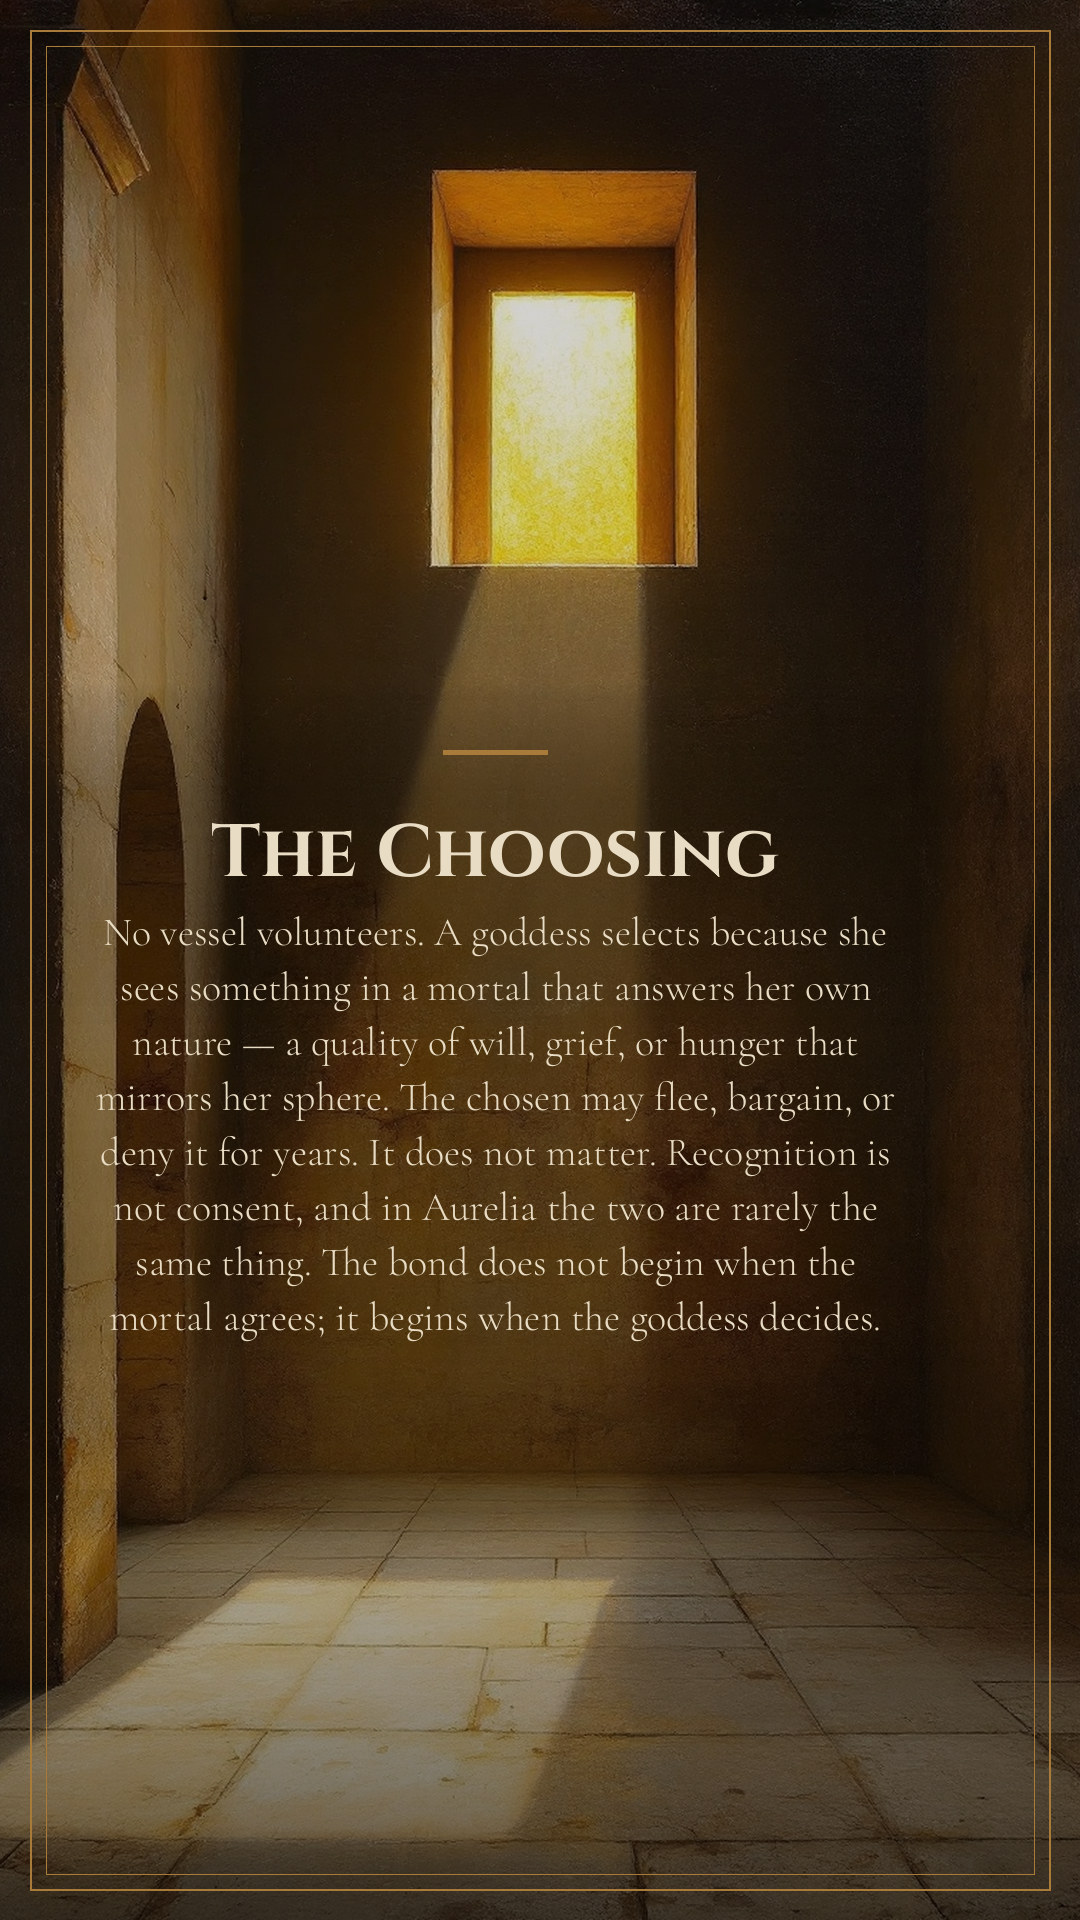 The Choosing
No vessel volunteers. A goddess selects because she
sees something in a mortal that answers her own
nature — a quality of will, grief, or hunger that
mirrors her sphere. The chosen may flee, bargain, or
deny it for years. It does not matter. Recognition is
not consent, and in Aurelia the two are rarely the
same thing. The bond does not begin when the
mortal agrees; it begins when the goddess decides.